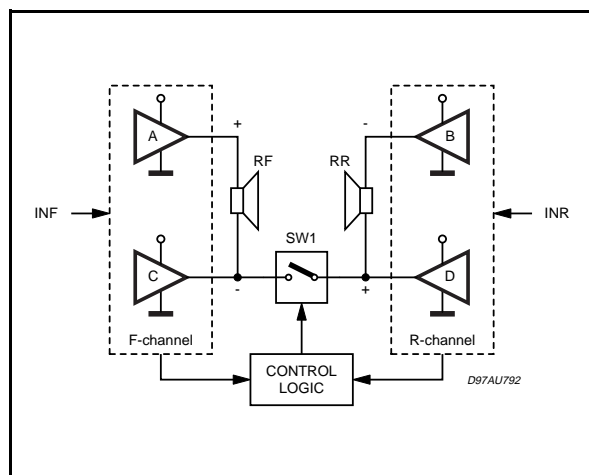 + -
A B
RF RR
INF INR
SW1
C D
- +
F-channel R-channel
CONTROL
LOGIC
D97AU792